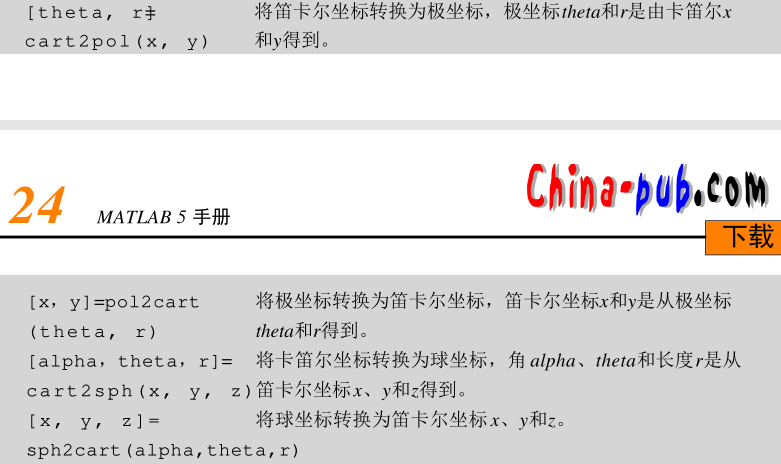 [theta, r]= 将笛卡尔坐标转换为极坐标，极坐标theta和r是由卡笛尔x
cart2pol(x, y) 和y得到。
China-pub.com
24 MATLAB 5 手册
下载
[x，y]=pol2cart 将极坐标转换为笛卡尔坐标，笛卡尔坐标x和y是从极坐标
(theta, r) theta和r得到。
[alpha，theta，r]= 将卡笛尔坐标转换为球坐标，角 alpha、theta和长度r是从
cart2sph(x, y, z) 笛卡尔坐标x、y和z得到。
[x, y, z]= 将球坐标转换为笛卡尔坐标 x、y和z。
sph2cart(alpha,theta,r)